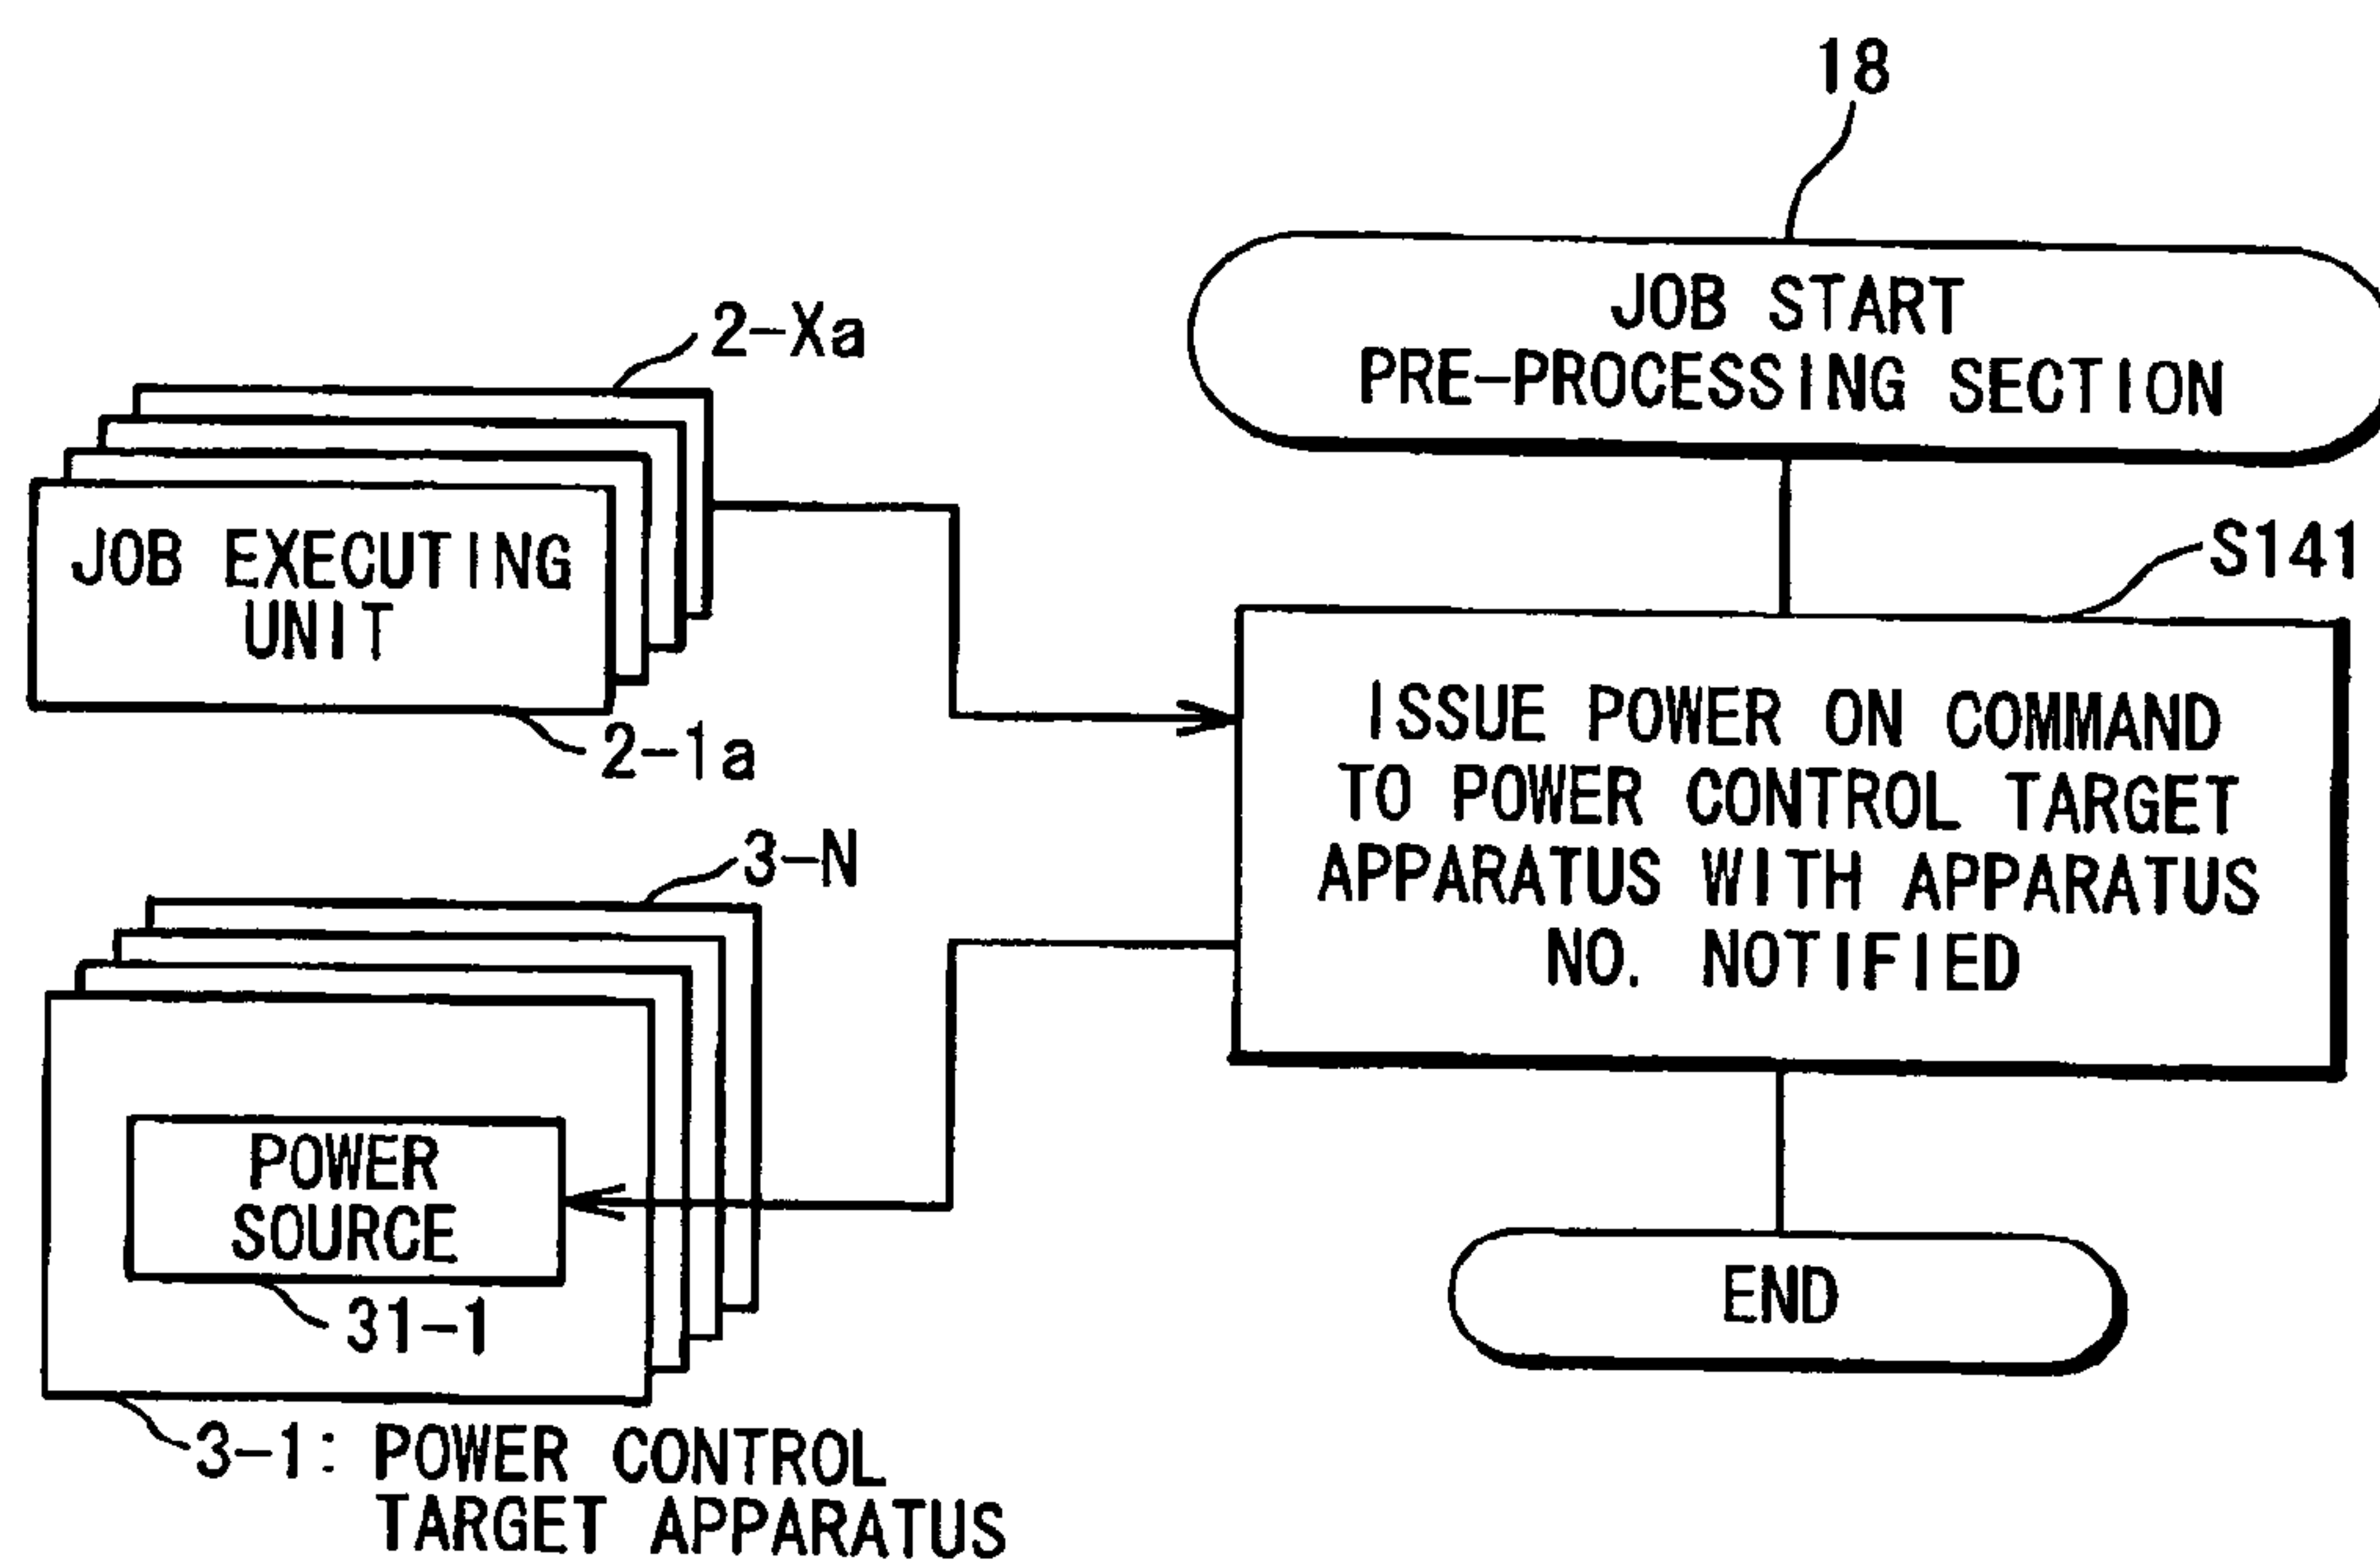 18
JOB START
PRE-PROCESSING SECTION
2-Xa
JOB EXECUTING
UNIT
2-1a
S141
ISSUE POWER ON COMMAND
TO POWER CONTROL TARGET
APPARATUS WITH APPARATUS
NO. NOTIFIED
3-N
POWER
SOURCE
31-1
3-1: POWER CONTROL
TARGET APPARATUS
END